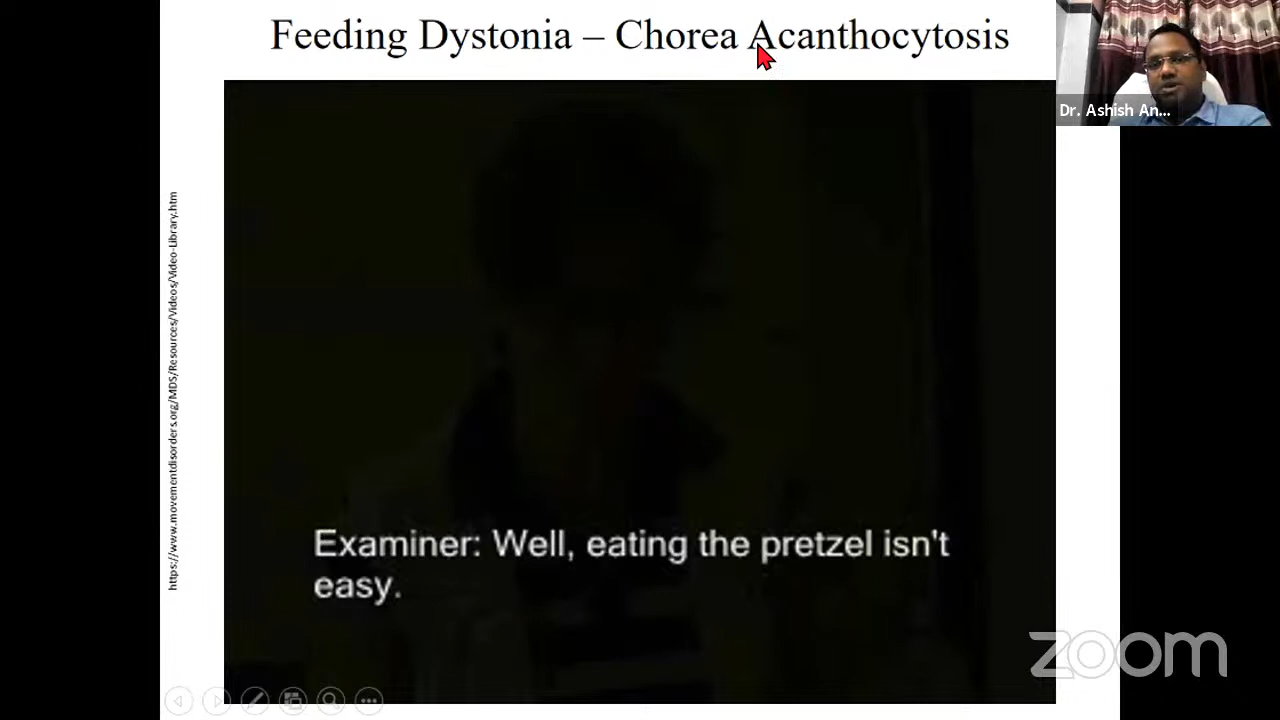 Feeding Dystonia – Chorea Acanthocytosis
Dr. Ashish An...
https://www.movementdisorders.org/MDS/Resources/Videos/Video-Library.htm
Examiner: Well, eating the pretzel isn't
easy.
zoom